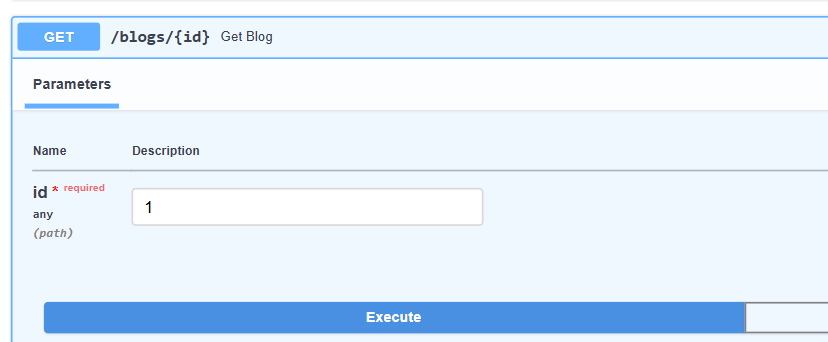 GET /blogs/{id} Get Blog
Parameters
Name Description
id * required
any
(path)
1
Execute